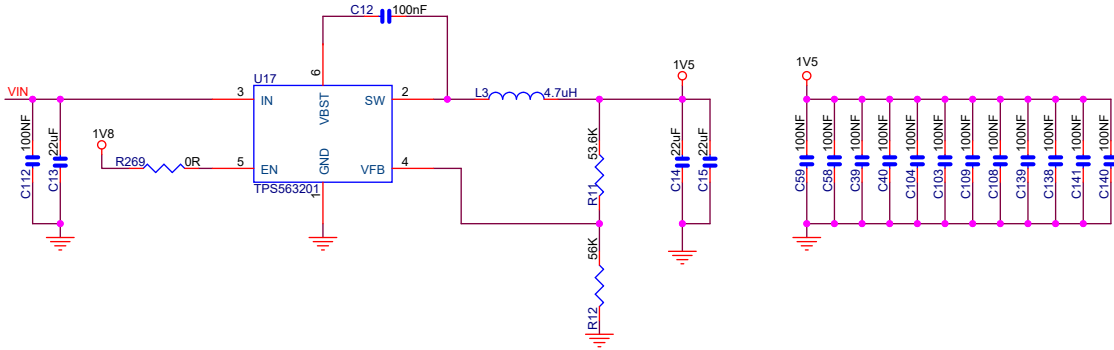 C12 100nF
U17
VIN
3 IN
6 VBST
SW 2
L3 4.7uH
1V5
1V5
C112 100NF
C13 22uF
1V8
R269 0R
5 EN
GND 1
VFB 4
TPS563201
R11 53.6K
R12 56K
C14 22uF
C15 22uF
C59 100NF
C58 100NF
C39 100NF
C40 100NF
C104 100NF
C103 100NF
C109 100NF
C108 100NF
C139 100NF
C138 100NF
C141 100NF
C140 100NF